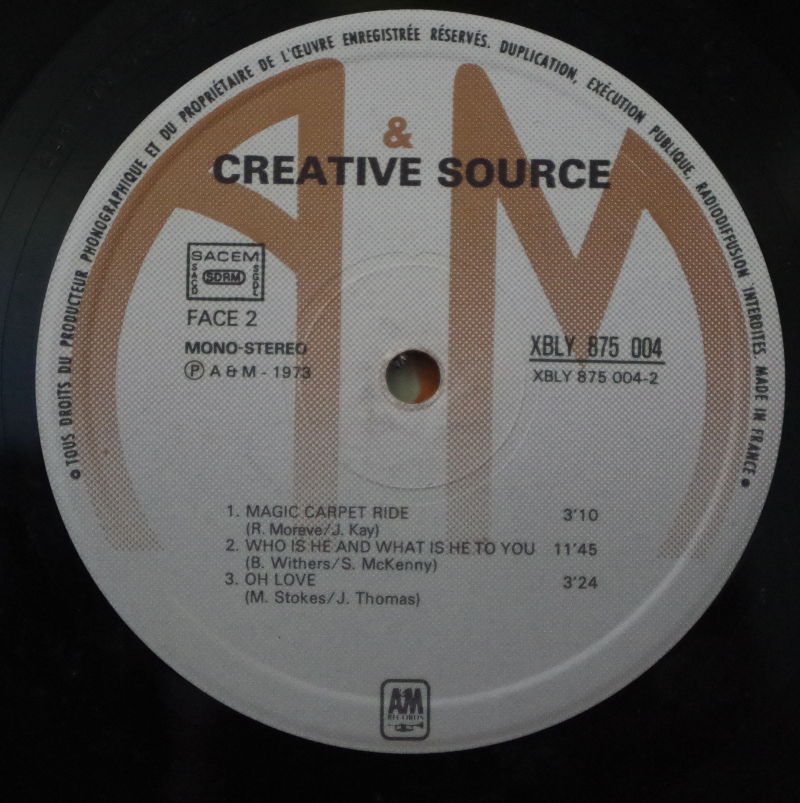 TOUS DROITS DU PRODUCTEUR PHONOGRAPHIQUE ET DU PROPRIÉTAIRE DE L'ŒUVRE ENREGISTRÉE RÉSERVÉS. DUPLICATION, EXÉCUTION PUBLIQUE, RADIODIFFUSION INTERDITES. MADE IN FRANCE
A & M
CREATIVE SOURCE
SACEM
SACD SDRM SGDL
FACE 2
MONO-STEREO
Ⓟ A & M - 1973
XBLY 875 004
XBLY 875 004-2
1. MAGIC CARPET RIDE 3'10
(R. Moreve/J. Kay)
2. WHO IS HE AND WHAT IS HE TO YOU 11'45
(B. Withers/S. McKenny)
3. OH LOVE 3'24
(M. Stokes/J. Thomas)
A&M
RECORDS